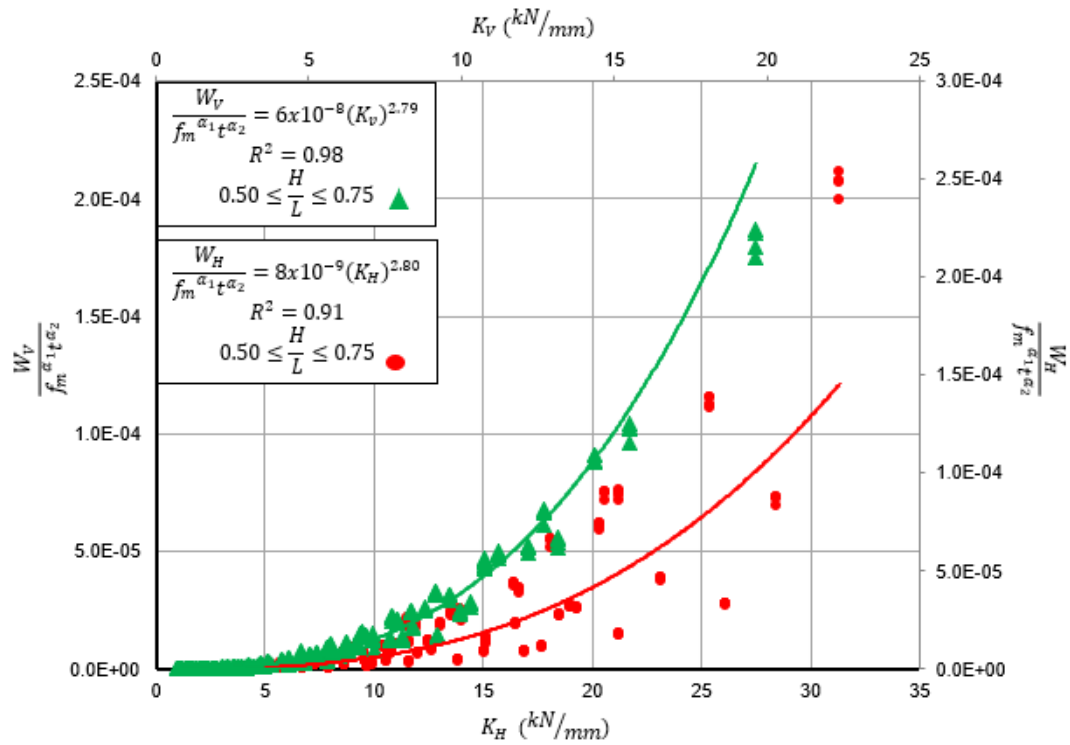 K_V (kN/mm)
0 5 10 15 20 25
2.5E-04
2.0E-04
1.5E-04
1.0E-04
5.0E-05
0.0E+00
W_V / f_m^α₁ t^α₂
W_V / f_m^α₁ t^α₂ = 6x10⁻⁸(K_v)^2.79
R² = 0.98
0.50 ≤ H/L ≤ 0.75
W_H / f_m^α₁ t^α₂ = 8x10⁻⁹(K_H)^2.80
R² = 0.91
0.50 ≤ H/L ≤ 0.75
3.0E-04
2.5E-04
2.0E-04
1.5E-04
1.0E-04
5.0E-05
0.0E+00
W_H / f_m^α₁ t^α₂
0 5 10 15 20 25 30 35
K_H (kN/mm)